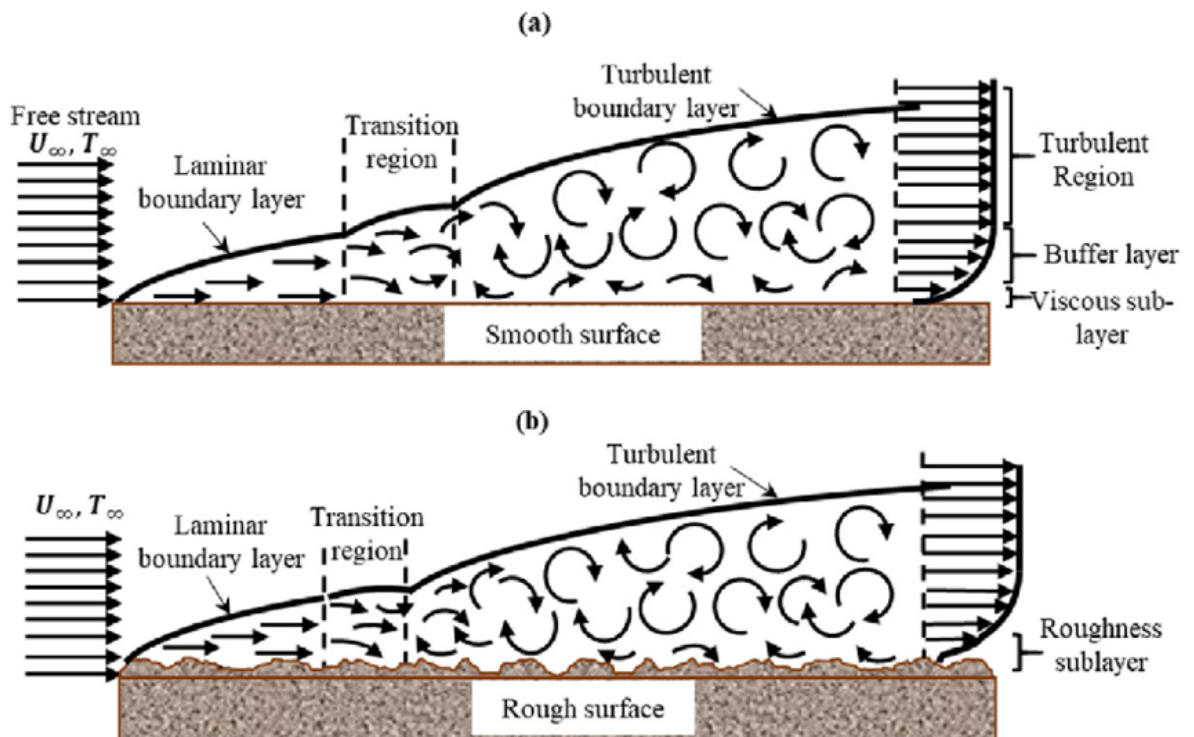 (a)
Free stream
U∞, T∞
Laminar
boundary layer
Transition
region
Turbulent
boundary layer
Turbulent
Region
Buffer layer
Viscous sub-
layer
Smooth surface
(b)
U∞, T∞
Laminar
boundary layer
Transition
region
Turbulent
boundary layer
Roughness
sublayer
Rough surface